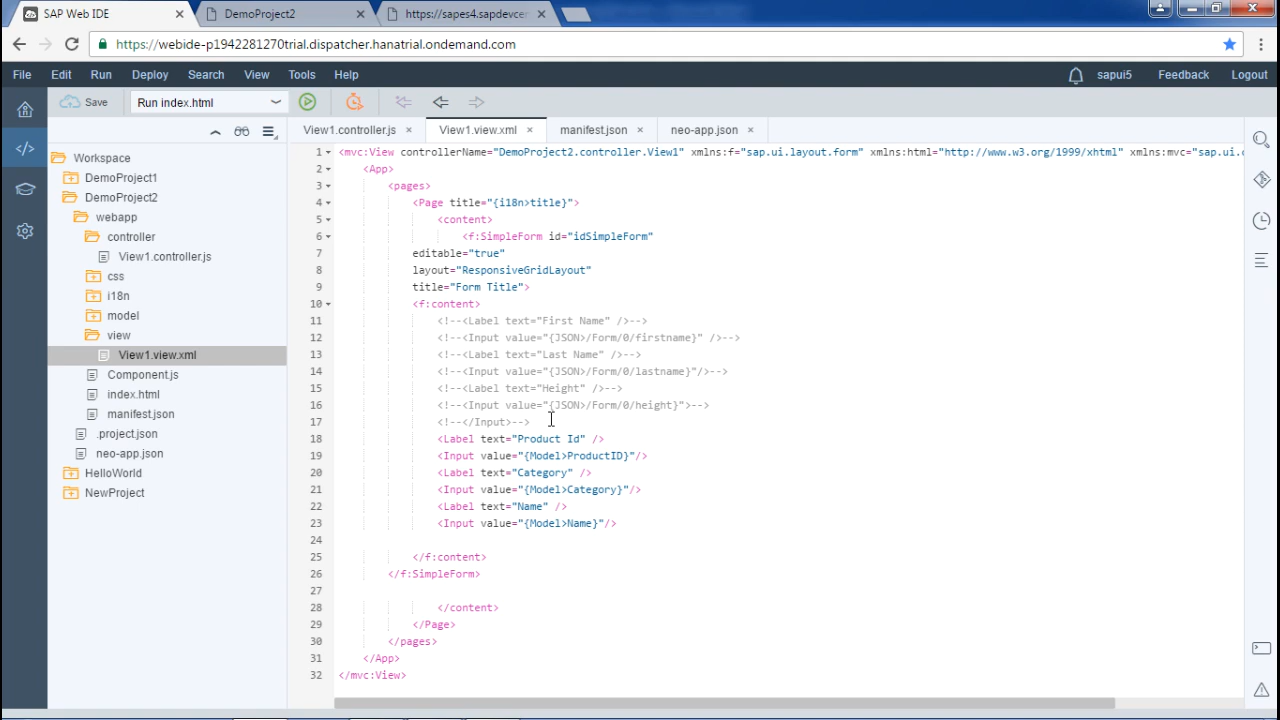 SAP Web IDE
DemoProject2
https://sapes4.sapdevcen
https://webide-p1942281270trial.dispatcher.hanatrial.ondemand.com
File Edit Run Deploy Search View Tools Help
sapui5 Feedback Logout
Save
Run index.html
Workspace
DemoProject1
DemoProject2
webapp
controller
View1.controller.js
css
i18n
model
view
View1.view.xml
Component.js
index.html
manifest.json
.project.json
neo-app.json
HelloWorld
NewProject
View1.controller.js × View1.view.xml × manifest.json × neo-app.json ×
1 <mvc:View controllerName="DemoProject2.controller.View1" xmlns:f="sap.ui.layout.form" xmlns:html="http://www.w3.org/1999/xhtml" xmlns:mvc="sap.ui.c
2 <App>
3 <pages>
4 <Page title="{i18n>title}">
5 <content>
6 <f:SimpleForm id="idSimpleForm"
7 editable="true"
8 layout="ResponsiveGridLayout"
9 title="Form Title">
10 <f:content>
11 <!--<Label text="First Name" />-->
12 <!--<Input value="{JSON>/Form/0/firstname}" />-->
13 <!--<Label text="Last Name" />-->
14 <!--<Input value="{JSON>/Form/0/lastname}"/>-->
15 <!--<Label text="Height" />-->
16 <!--<Input value="{JSON>/Form/0/height}">-->
17 <!--</Input>-->
18 <Label text="Product Id" />
19 <Input value="{Model>ProductID}"/>
20 <Label text="Category" />
21 <Input value="{Model>Category}"/>
22 <Label text="Name" />
23 <Input value="{Model>Name}"/>
24
25 </f:content>
26 </f:SimpleForm>
27
28 </content>
29 </Page>
30 </pages>
31 </App>
32 </mvc:View>